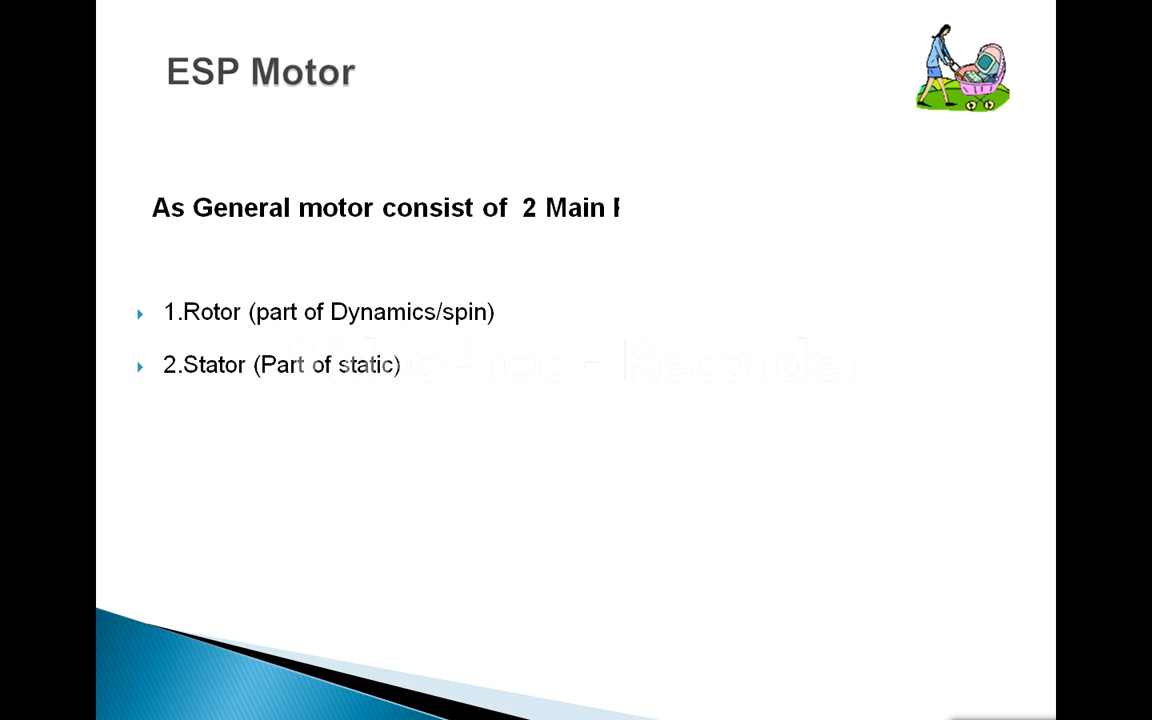 ESP Motor
As General motor consist of 2 Main
1.Rotor (part of Dynamics/spin)
2.Stator (Part of static)
Recorder